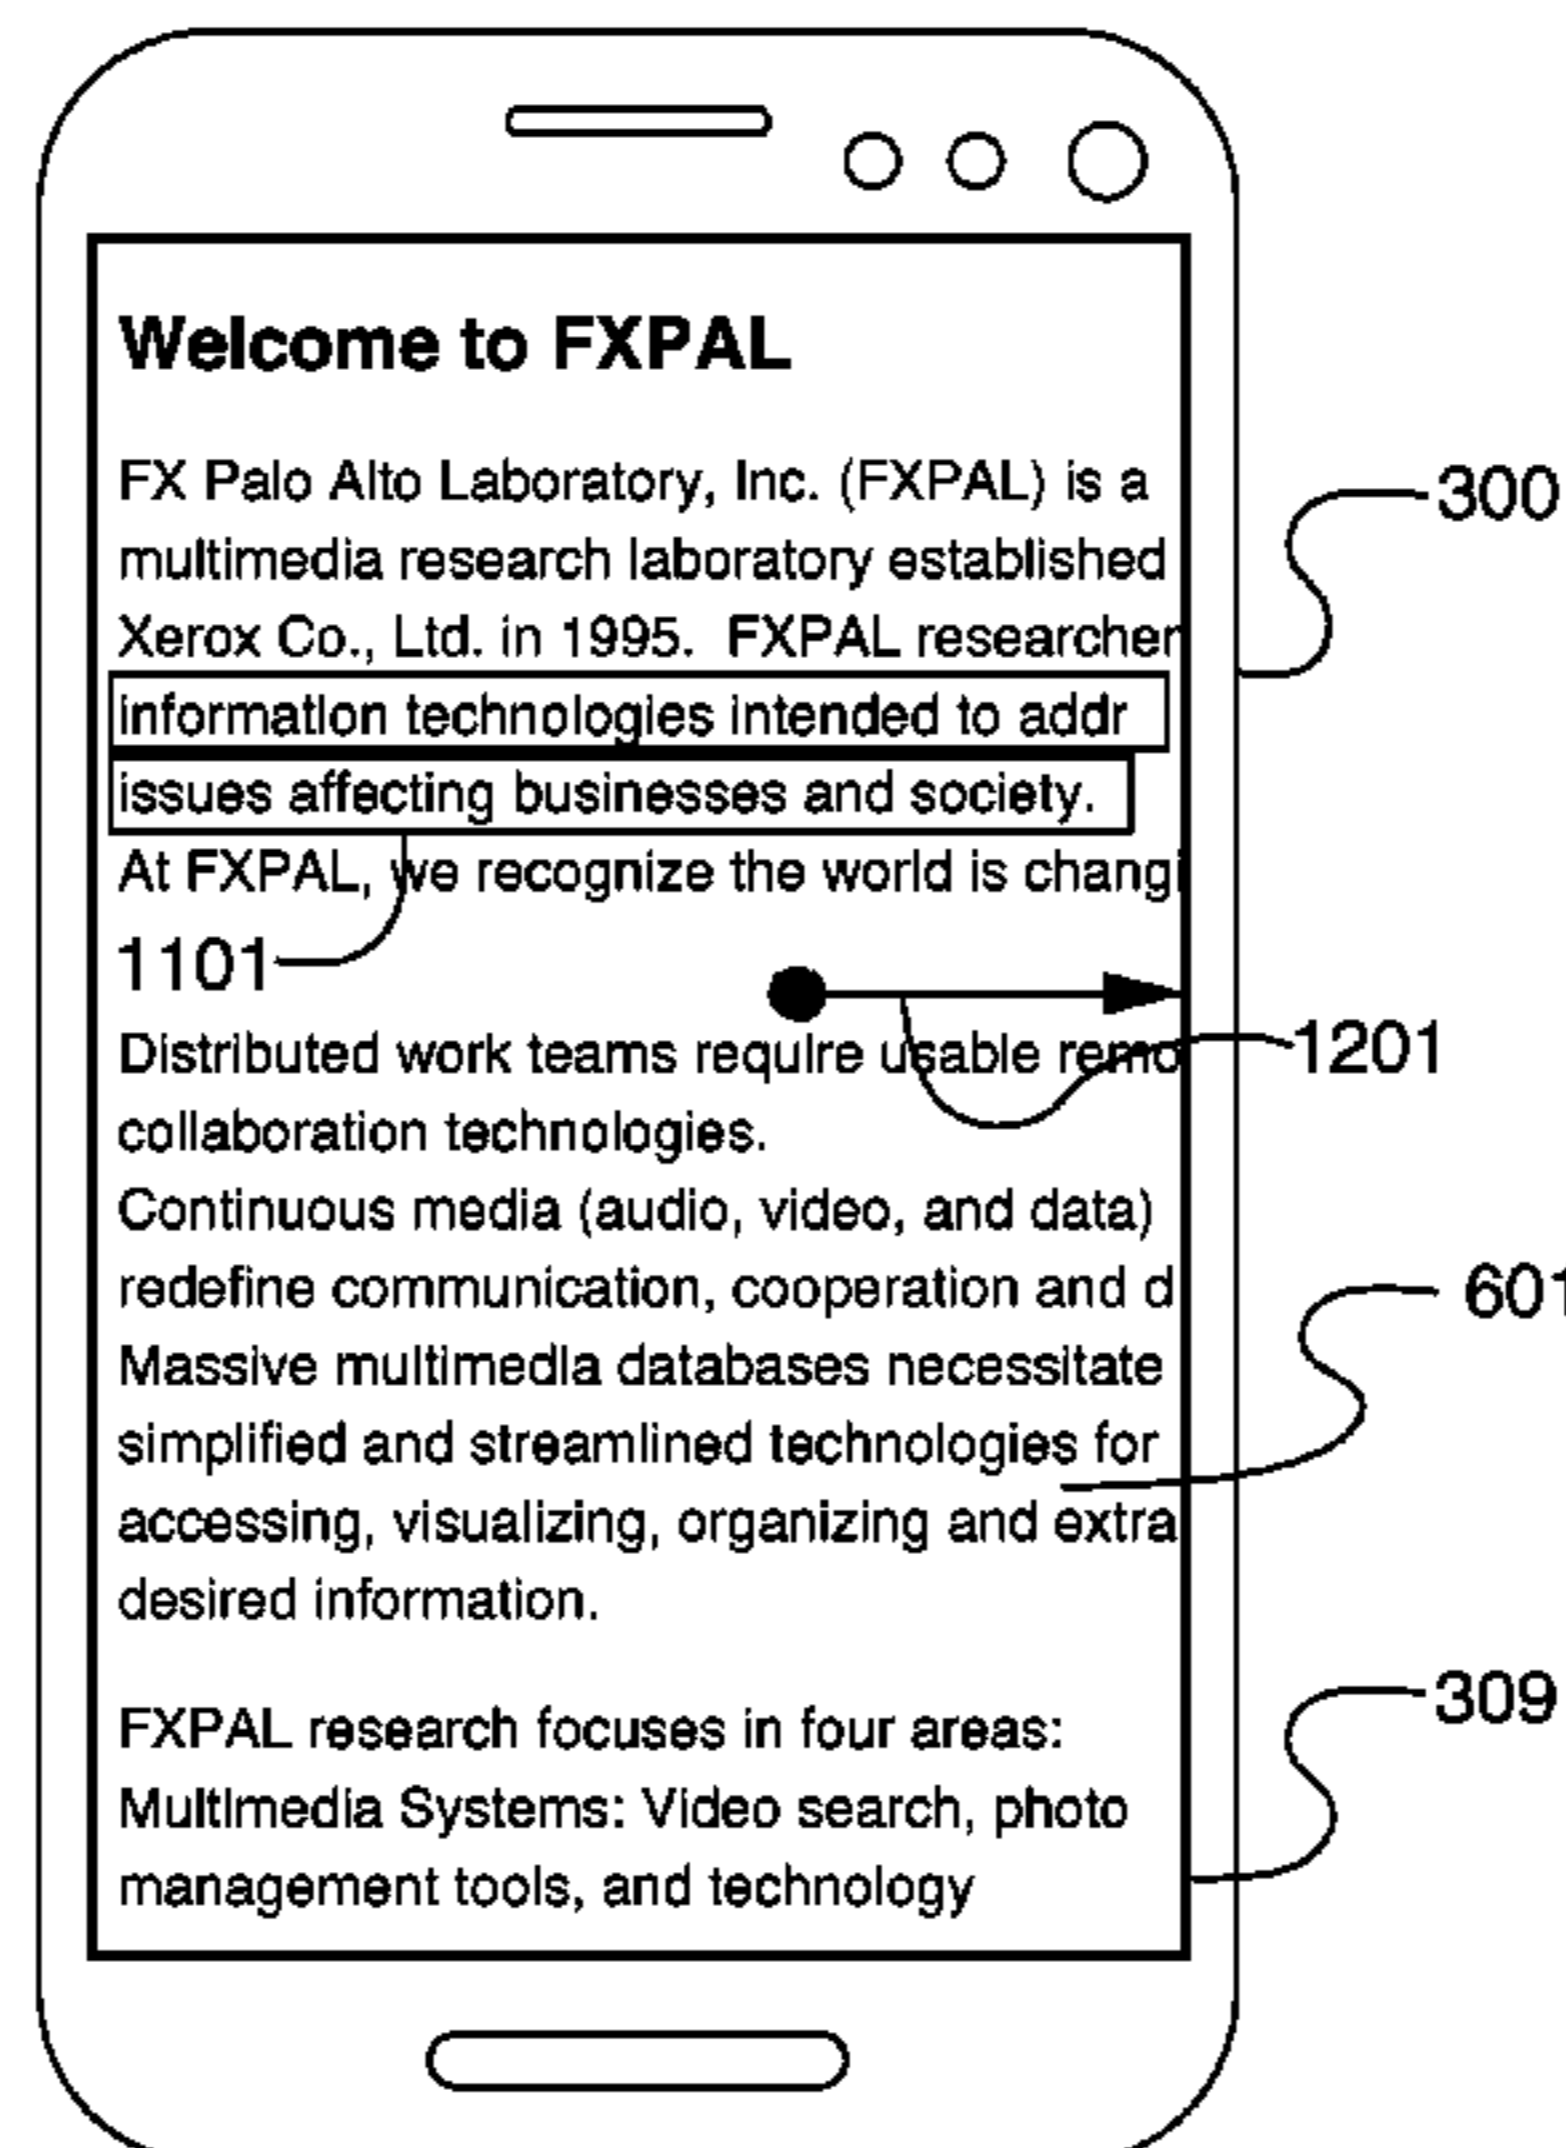 Welcome to FXPAL
FX Palo Alto Laboratory, Inc. (FXPAL) is a
300
multimedia research laboratory established
Xerox Co., Ltd. in 1995. FXPAL researcher
information technologies intended to addr
issues affecting businesses and society.
At FXPAL, we recognize the world is changi
1101
Distributed work teams require usable remo
1201
collaboration technologies.
Continuous media (audio, video, and data)
redefine communication, cooperation and d
601
Massive multimedia databases necessitate
simplified and streamlined technologies for
accessing, visualizing, organizing and extra
desired information.
309
FXPAL research focuses in four areas:
Multimedia Systems: Video search, photo
management tools, and technology